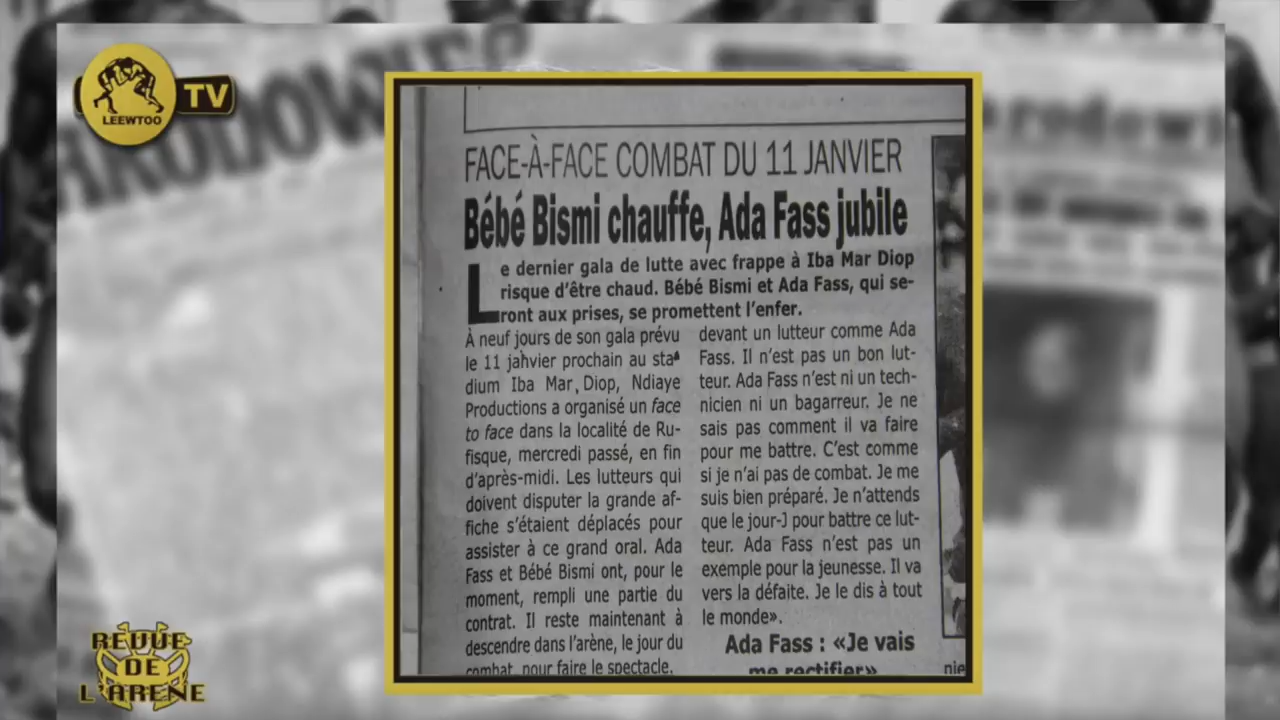 LEEWTOO
TV
FACE-À-FACE COMBAT DU 11 JANVIER
Bébé Bismi chauffe, Ada Fass jubile
Le dernier gala de lutte avec frappe à Iba Mar Diop
risque d'être chaud. Bébé Bismi et Ada Fass, qui se-
ront aux prises, se promettent l'enfer.
À neuf jours de son gala prévu
le 11 janvier prochain au sta
dium Iba Mar Diop, Ndiaye
Productions a organisé un face
to face dans la localité de Ru-
fisque, mercredi passé, en fin
d'après-midi. Les lutteurs qui
doivent disputer la grande af-
fiche s'étaient déplacés pour
assister à ce grand oral. Ada
Fass et Bébé Bismi ont, pour le
moment, rempli une partie du
contrat. Il reste maintenant à
descendre dans l'arène, le jour du
combat, pour faire le spectacle.
devant un lutteur comme Ada
Fass. Il n'est pas un bon lut-
teur. Ada Fass n'est ni un tech-
nicien ni un bagarreur. Je ne
sais pas comment il va faire
pour me battre. C'est comme
si je n'ai pas de combat. Je me
suis bien préparé. Je n'attends
que le jour-J pour battre ce lut-
teur. Ada Fass n'est pas un
exemple pour la jeunesse. Il va
vers la défaite. Je le dis à tout
le monde».
Ada Fass : «Je vais
me rectifier»
nie
REVUE
DE
L'ARENE